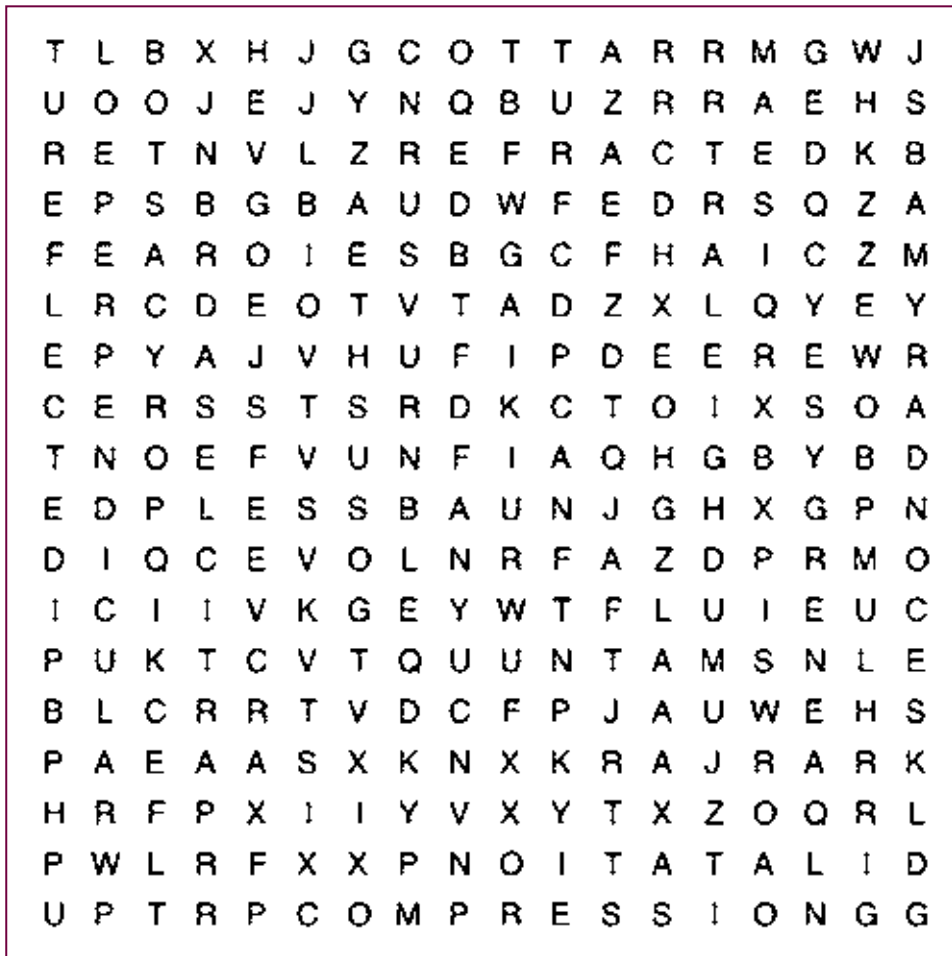 T L B X H J G C O T T A R R M G W J
U O O J E J Y N Q B U Z R R A E H S
R E T N V L Z R E F R A C T E D K B
E P S B G B A U D W F E D R S Q Z A
F E A R O I E S B G C F H A I C Z M
L R C D E O T V T A D Z X L Q Y E Y
E P Y A J V H U F I P D E E R E W R
C E R S S T S R D K C T O I X S O A
T N O E F V U N F I A Q H G B Y B D
E D P L E S S B A U N J G H X G P N
D I Q C E V O L N R F A Z D P R M O
I C I I V K G E Y W T F L U I E U C
P U K T C V T Q U U N T A M S N L E
B L C R R T V D C F P J A U W E H S
P A E A A S X K N X K R A J R A R K
H R F P X I I Y V X Y T X Z O Q R L
P W L R F X X P N O I T A T A L I D
U P T R P C O M P R E S S I O N G G